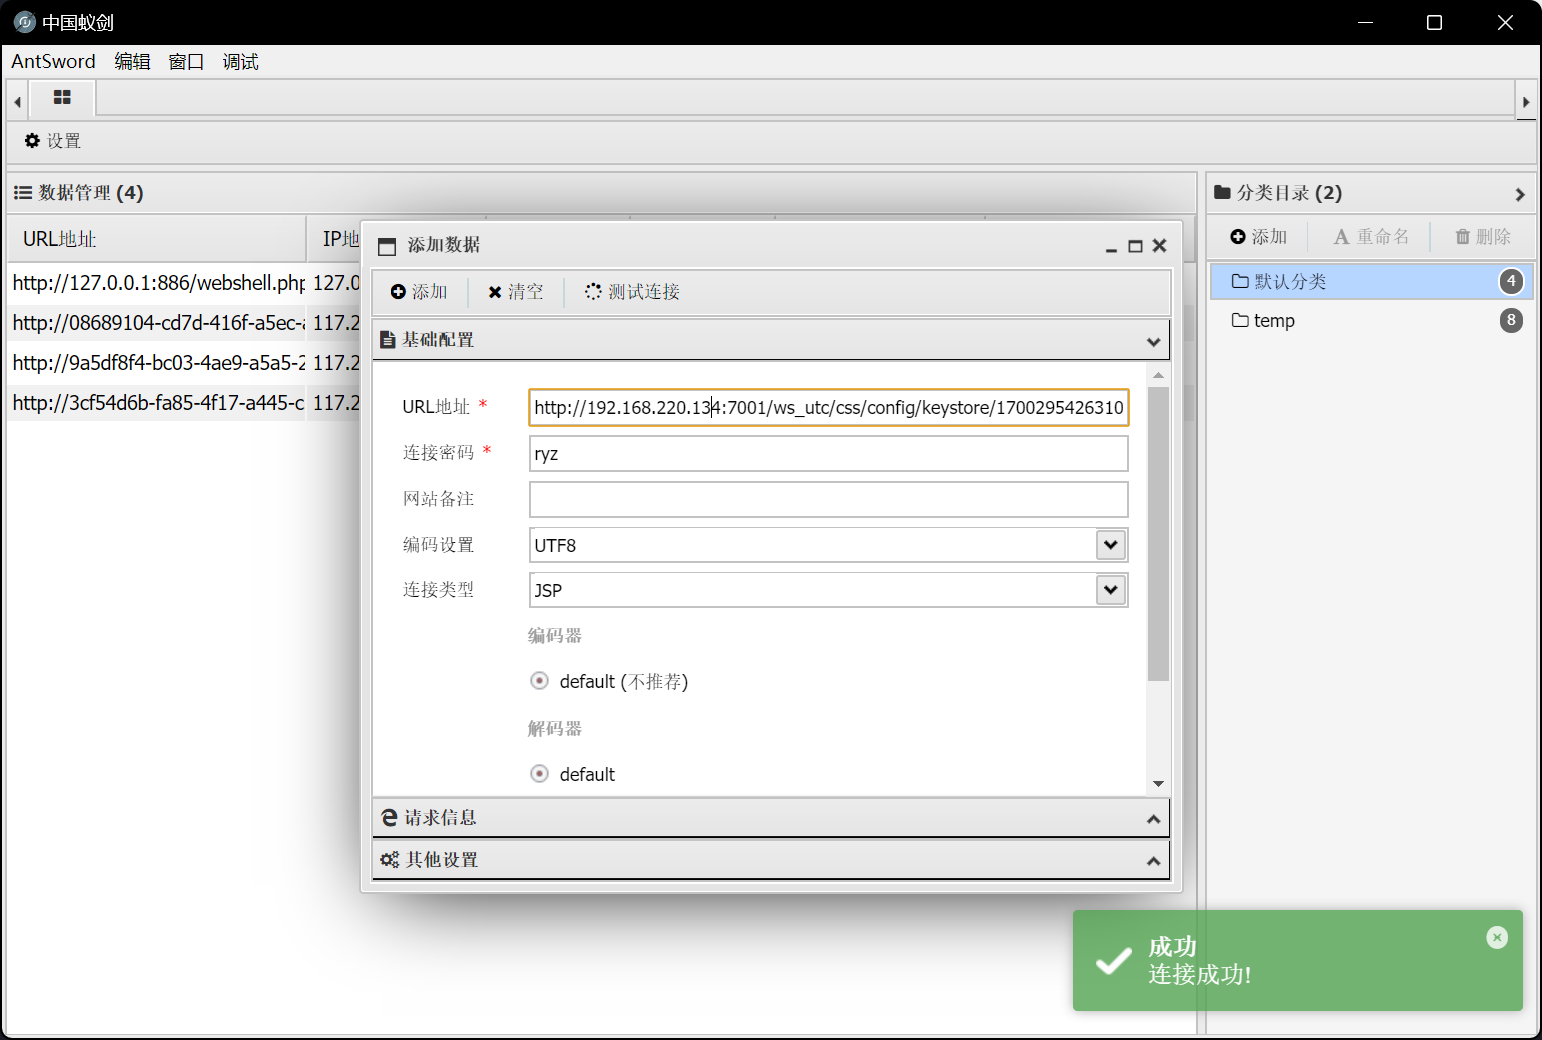 中国蚁剑
AntSword 编辑 窗口 调试
设置
数据管理 (4)
URL地址 IP地
http://127.0.0.1:886/webshell.php 127.0
http://08689104-cd7d-416f-a5ec-a 117.2
http://9a5df8f4-bc03-4ae9-a5a5-2 117.2
http://3cf54d6b-fa85-4f17-a445-c 117.2
添加数据
添加 清空 测试连接
基础配置
URL地址 * http://192.168.220.134:7001/ws_utc/css/config/keystore/1700295426310
连接密码 * ryz
网站备注
编码设置 UTF8
连接类型 JSP
编码器
default (不推荐)
解码器
default
请求信息
其他设置
分类目录 (2)
添加 A 重命名 删除
默认分类 4
temp 8
成功
连接成功!